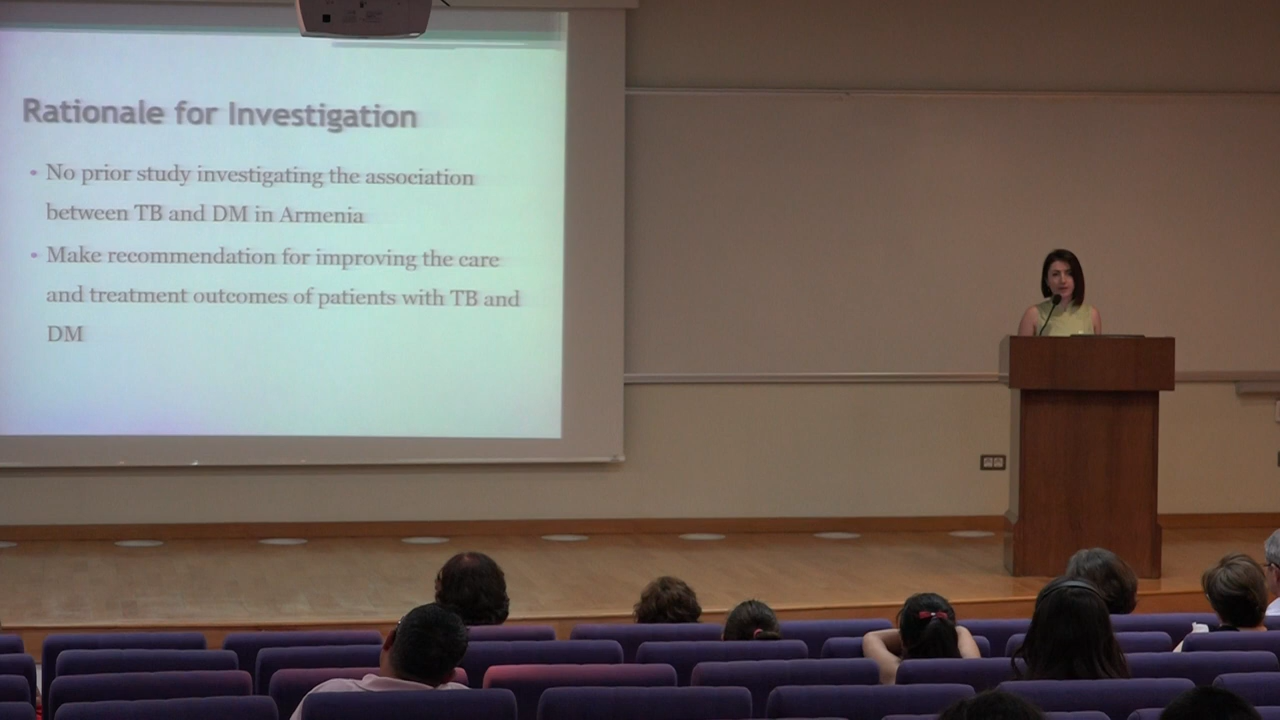 Rationale for Investigation
• No prior study investigating the association
between TB and DM in Armenia
• Make recommendation for improving the care
and treatment outcomes of patients with TB and
DM